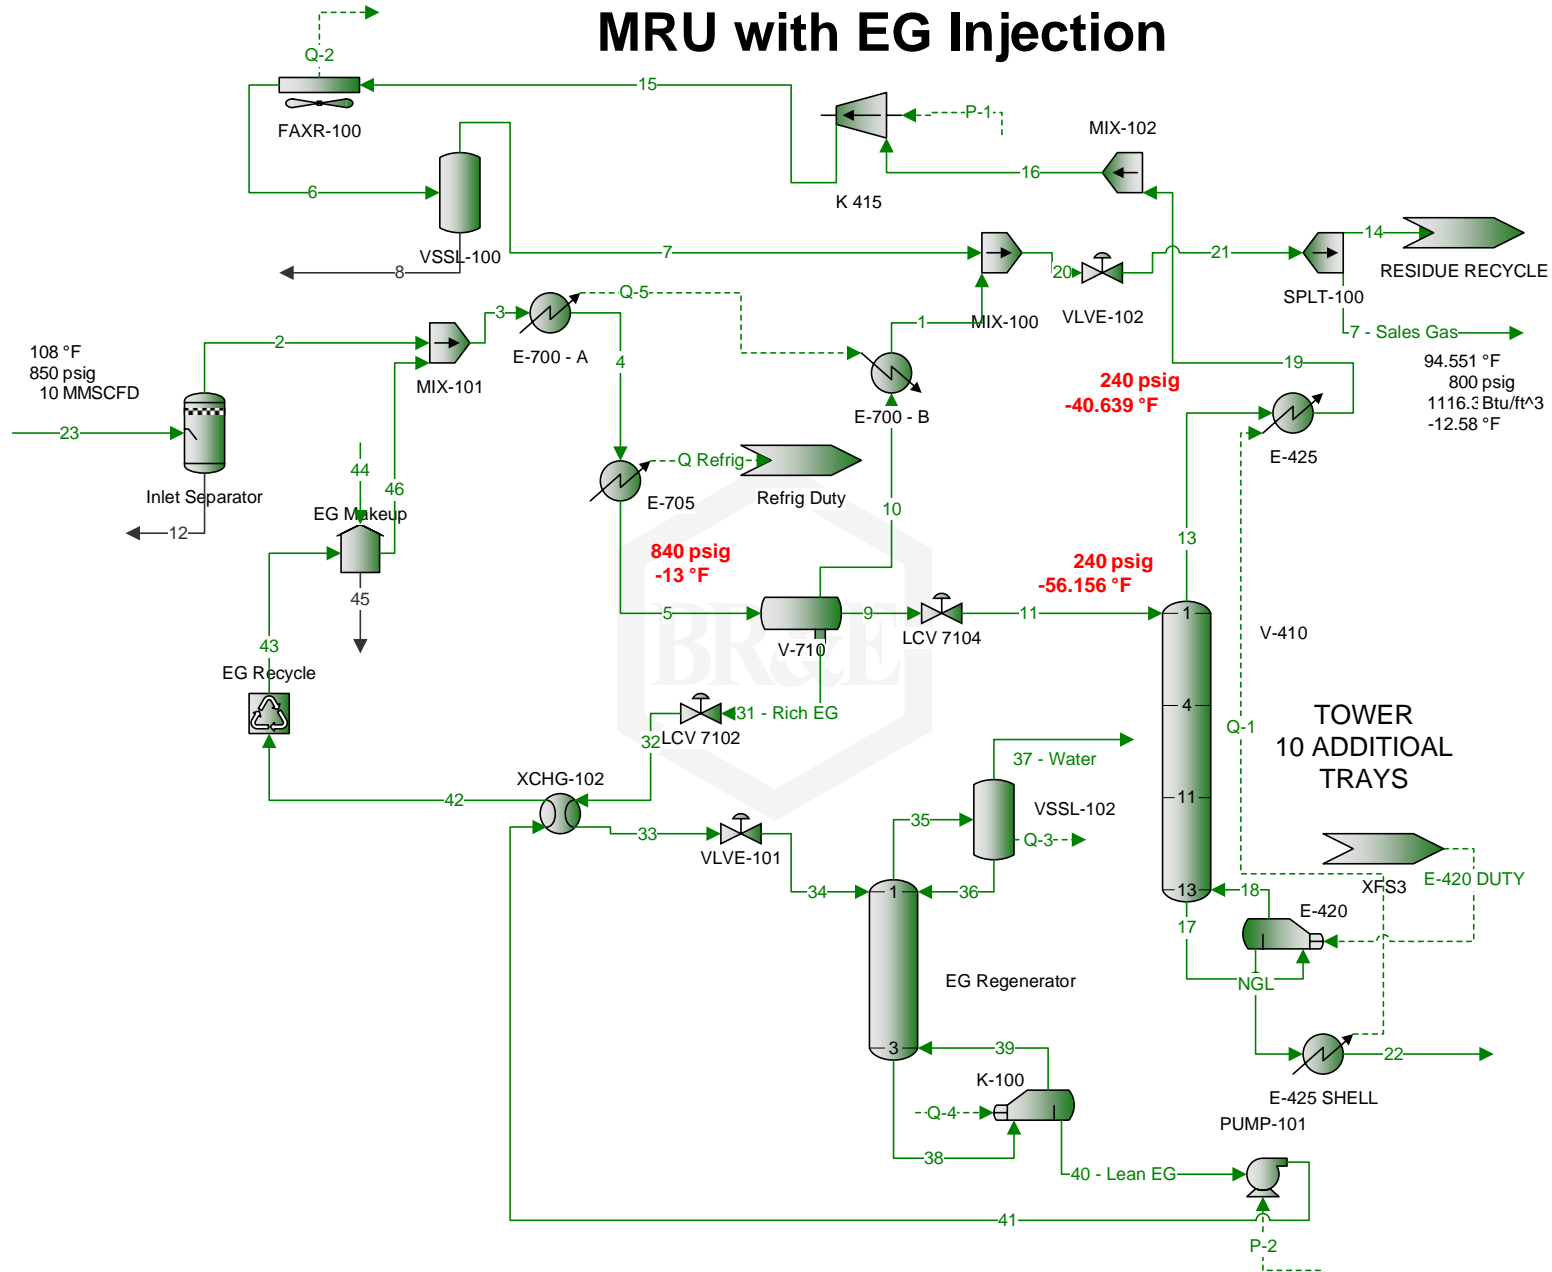 MRU with EG Injection
Q-2
15
FAXR-100
P-1
MIX-102
16
K 415
6
VSSL-100
8
7
14
RESIDUE RECYCLE
20
21
MIX-100
VLVE-102
SPLT-100
7 - Sales Gas
94.551 °F
800 psig
1116.3 Btu/ft^3
-12.58 °F
Q-5
3
E-700 - A
2
MIX-101
108 °F
850 psig
10 MMSCFD
4
1
E-700 - B
240 psig
-40.639 °F
19
E-425
23
Inlet Separator
12
44
46
EG Makeup
45
Q Refrig
E-705
Refrig Duty
10
13
840 psig
-13 °F
240 psig
-56.156 °F
5
V-710
9
LCV 7104
11
1
4
11
13
V-410
Q-1
TOWER
10 ADDITIOAL
TRAYS
43
EG Recycle
BR&E
31 - Rich EG
LCV 7102
32
XCHG-102
42
33
VLVE-101
37 - Water
VSSL-102
35
Q-3
34
36
1
3
EG Regenerator
XFS3
E-420 DUTY
18
E-420
17
NGL
22
E-425 SHELL
39
K-100
Q-4
38
PUMP-101
40 - Lean EG
41
P-2